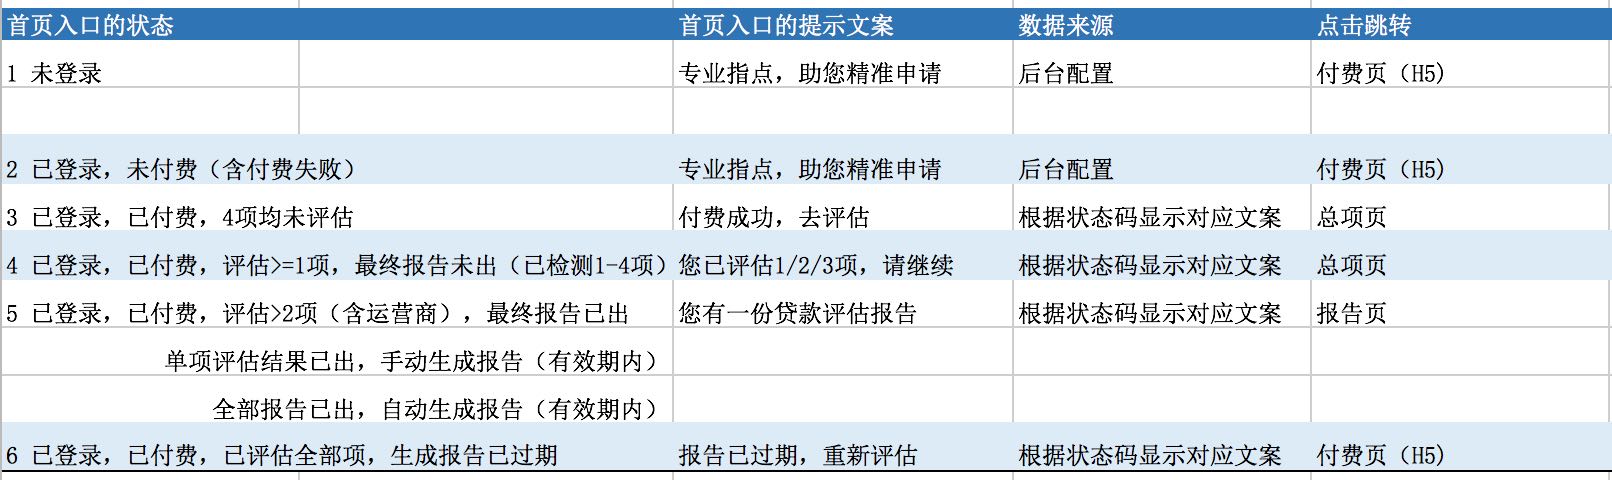 首页入口的状态 首页入口的提示文案 数据来源 点击跳转
1 未登录 专业指点，助您精准申请 后台配置 付费页（H5）
2 已登录，未付费（含付费失败） 专业指点，助您精准申请 后台配置 付费页（H5）
3 已登录，已付费，4项均未评估 付费成功，去评估 根据状态码显示对应文案 总项页
4 已登录，已付费，评估>=1项，最终报告未出（已检测1-4项） 您已评估1/2/3项，请继续 根据状态码显示对应文案 总项页
5 已登录，已付费，评估>2项（含运营商），最终报告已出 您有一份贷款评估报告 根据状态码显示对应文案 报告页
单项评估结果已出，手动生成报告（有效期内）
全部报告已出，自动生成报告（有效期内）
6 已登录，已付费，已评估全部项，生成报告已过期 报告已过期，重新评估 根据状态码显示对应文案 付费页（H5）